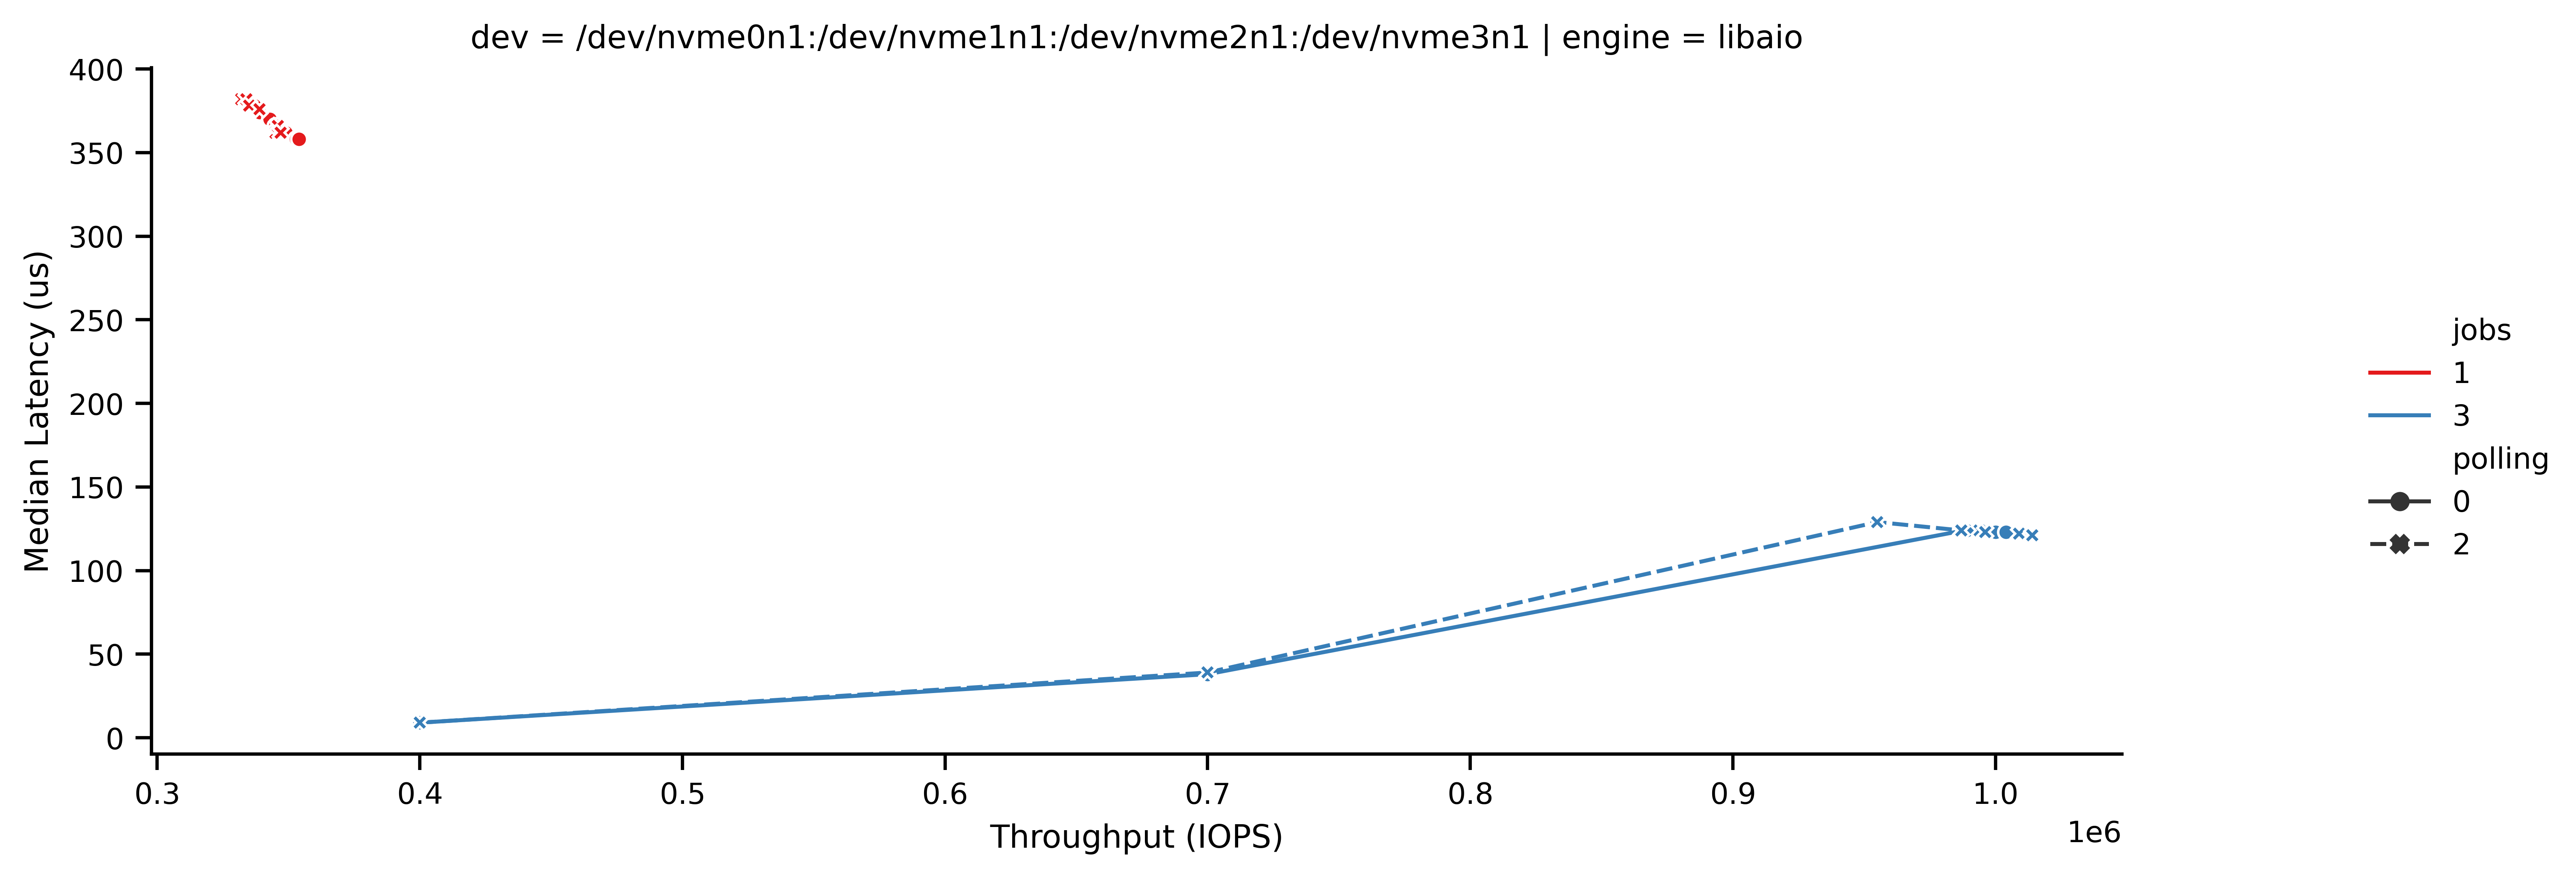 dev = /dev/nvme0n1:/dev/nvme1n1:/dev/nvme2n1:/dev/nvme3n1 | engine = libaio
400
350
300
250
200
150
100
50
0
Median Latency (us)
0.3 0.4 0.5 0.6 0.7 0.8 0.9 1.0
1e6
Throughput (IOPS)
jobs
1
3
polling
0
2